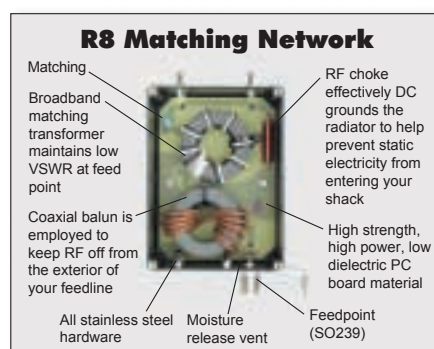 R8 Matching Network
Matching
Broadband
matching
transformer
maintains low
VSWR at feed
point
Coaxial balun is
employed to
keep RF off from
the exterior of
your feedline
All stainless steel
hardware
Moisture
release vent
RF choke
effectively DC
grounds the
radiator to help
prevent static
electricity from
entering your
shack
High strength,
high power, low
dielectric PC
board material
Feedpoint
(SO239)